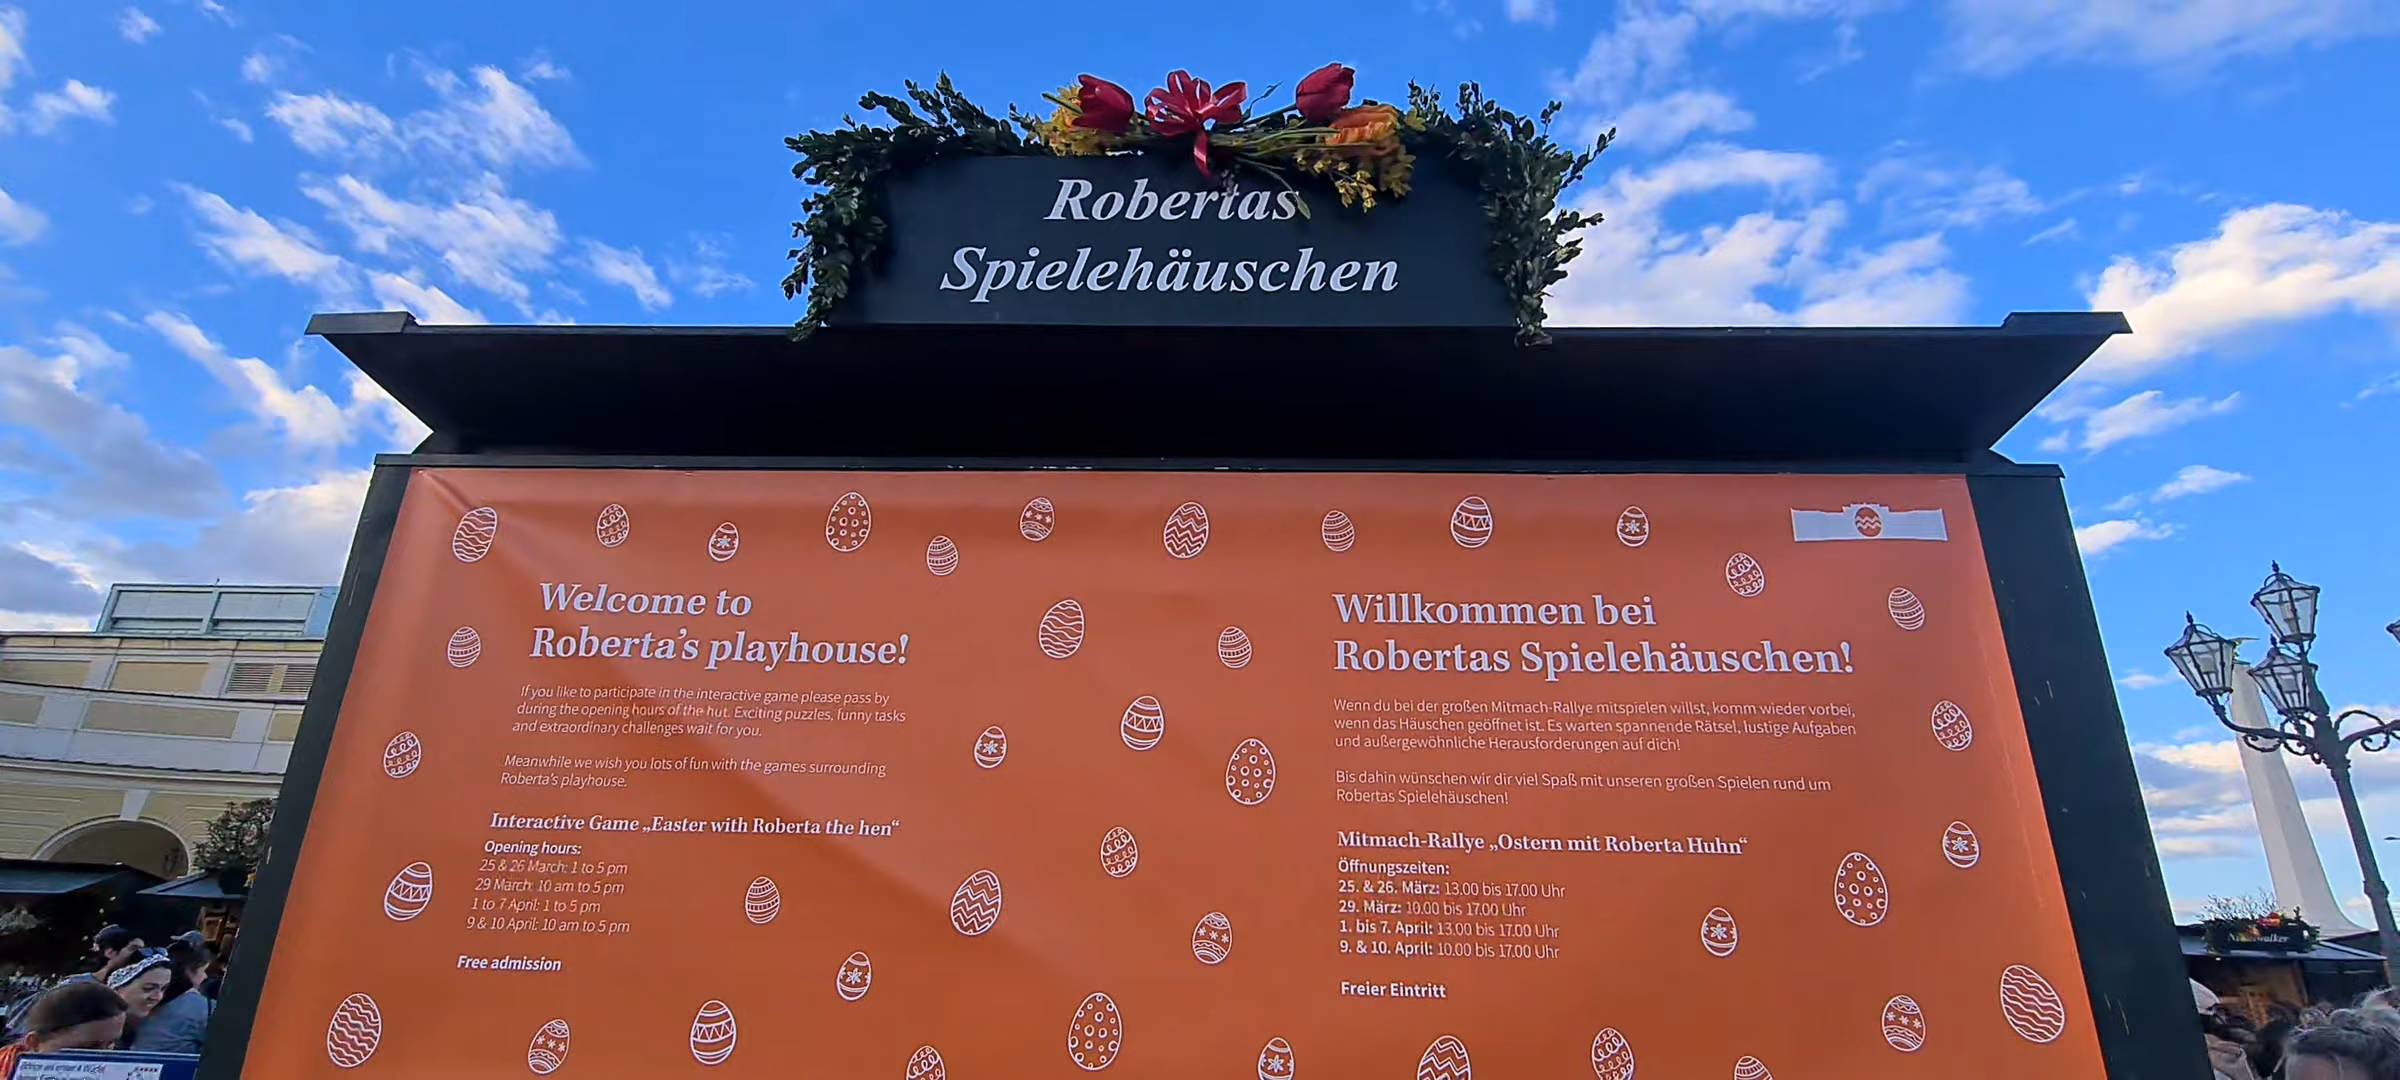 Robertas
Spielehäuschen
Welcome to
Roberta's playhouse!
If you like to participate in the interactive game please pass by
during the opening hours of the hut. Exciting puzzles, funny tasks
and extraordinary challenges wait for you.
Meanwhile we wish you lots of fun with the games surrounding
Roberta's playhouse.
Interactive Game „Easter with Roberta the hen“
Opening hours:
25 & 26 March: 1 to 5 pm
29 March: 10 am to 5 pm
1 to 7 April: 1 to 5 pm
9 & 10 April: 10 am to 5 pm
Free admission
Willkommen bei
Robertas Spielehäuschen!
Wenn du bei der großen Mitmach-Rallye mitspielen willst, komm wieder vorbei,
wenn das Häuschen geöffnet ist. Es warten spannende Rätsel, lustige Aufgaben
und außergewöhnliche Herausforderungen auf dich!
Bis dahin wünschen wir dir viel Spaß mit unseren großen Spielen rund um
Robertas Spielehäuschen!
Mitmach-Rallye „Ostern mit Roberta Huhn“
Öffnungszeiten:
25. & 26. März: 13.00 bis 17.00 Uhr
29. März: 10.00 bis 17.00 Uhr
1. bis 7. April: 13.00 bis 17.00 Uhr
9. & 10. April: 10.00 bis 17.00 Uhr
Freier Eintritt